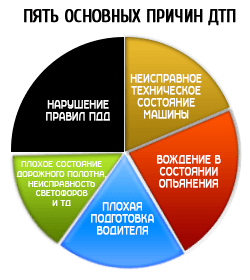 ПЯТЬ ОСНОВНЫХ ПРИЧИН ДТП
НЕИСПРАВНОЕ
ТЕХНИЧЕСКОЕ
СОСТОЯНИЕ
МАШИНЫ
НАРУШЕНИЕ
ПРАВИЛ ПДД
ВОЖДЕНИЕ В
СОСТОЯНИИ
ОПЬЯНЕНИЯ
ПЛОХОЕ СОСТОЯНИЕ
ДОРОЖНОГО ПОЛОТНА,
НЕИСПРАВНОСТЬ
СВЕТОФОРОВ
И ТД
ПЛОХАЯ
ПОДГОТОВКА
ВОДИТЕЛЯ